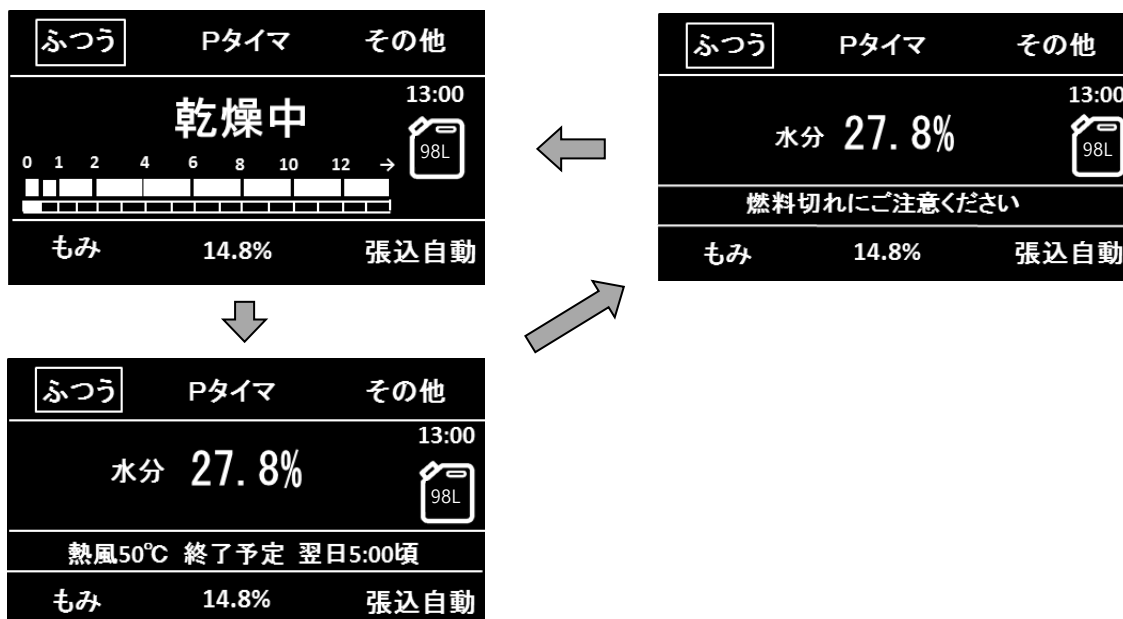 ふつう Pタイマ その他
13:00
乾燥中
98L
0 1 2 4 6 8 10 12 →
もみ 14.8% 張込自動
ふつう Pタイマ その他
13:00
水分 27.8%
98L
燃料切れにご注意ください
もみ 14.8% 張込自動
ふつう Pタイマ その他
13:00
水分 27.8%
98L
熱風50℃ 終了予定 翌日5:00頃
もみ 14.8% 張込自動